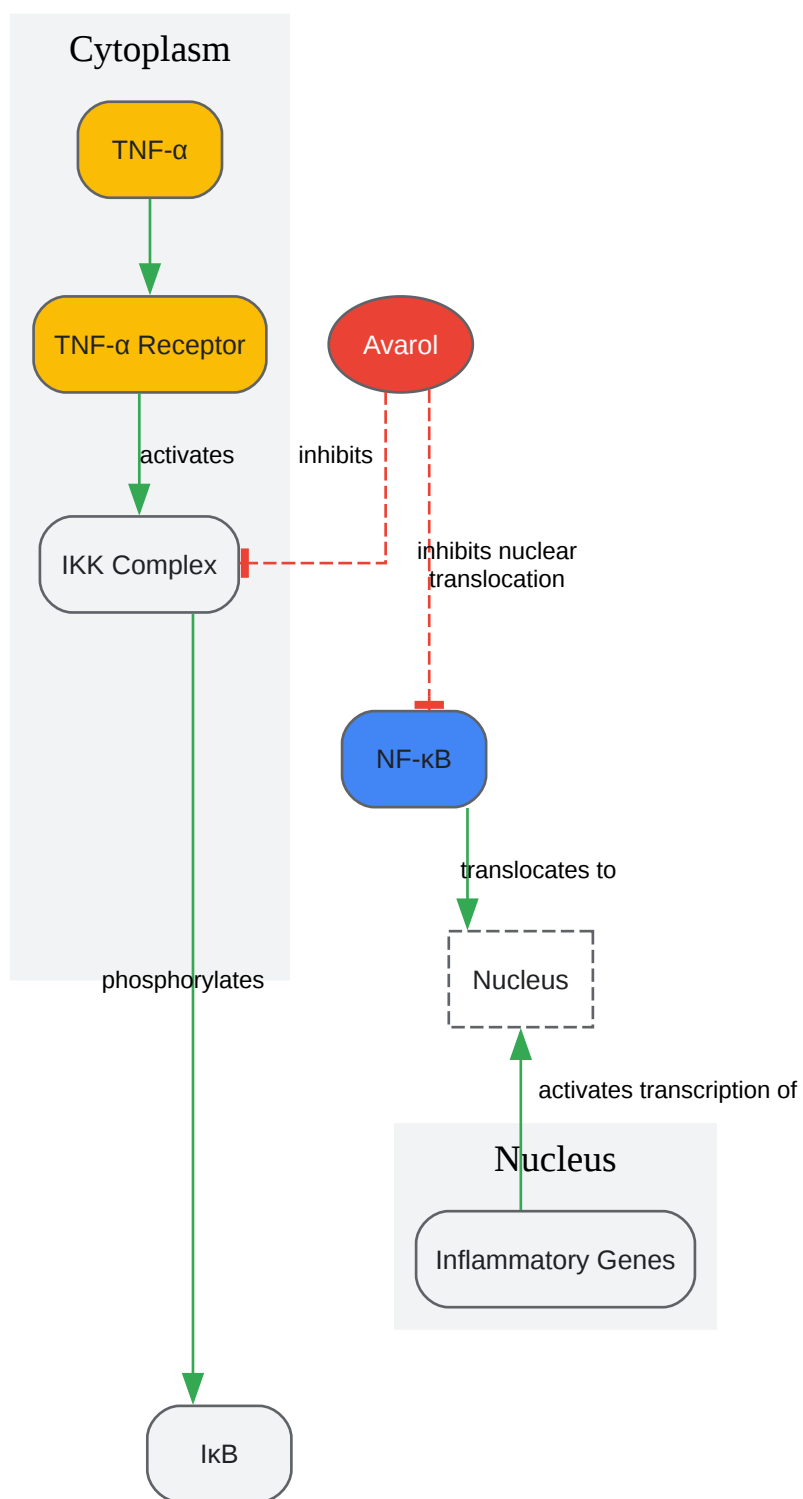 Cytoplasm
TNF-α
TNF-α Receptor
Avarol
activates
inhibits
IKK Complex
inhibits nuclear
translocation
NF-κB
translocates to
phosphorylates
Nucleus
activates transcription of
Nucleus
Inflammatory Genes
IκB